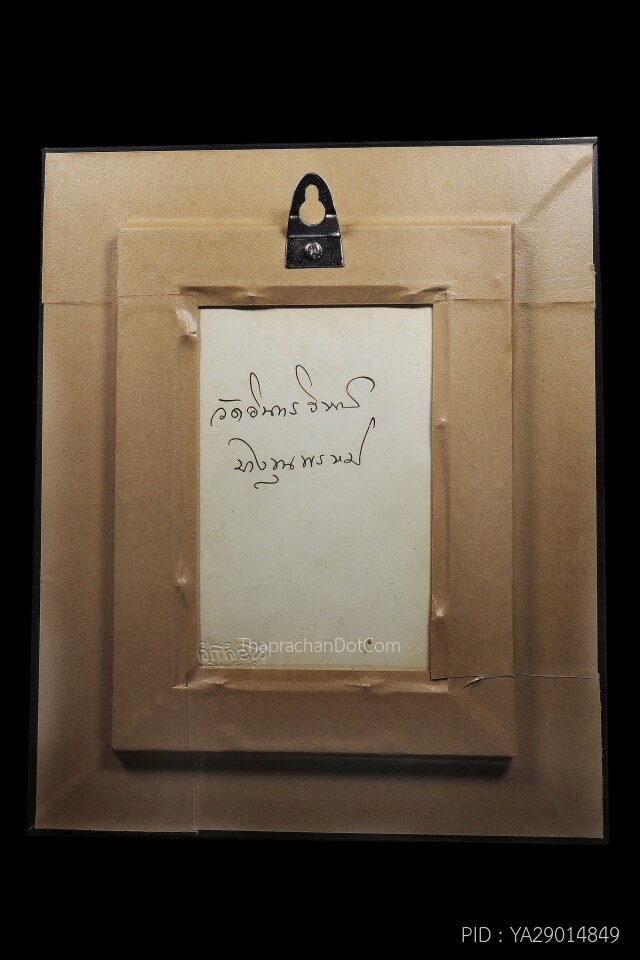 วัดอินทรวิหาร
บางขุนพรหม
ThaprachanDotCom
PID : YA29014849